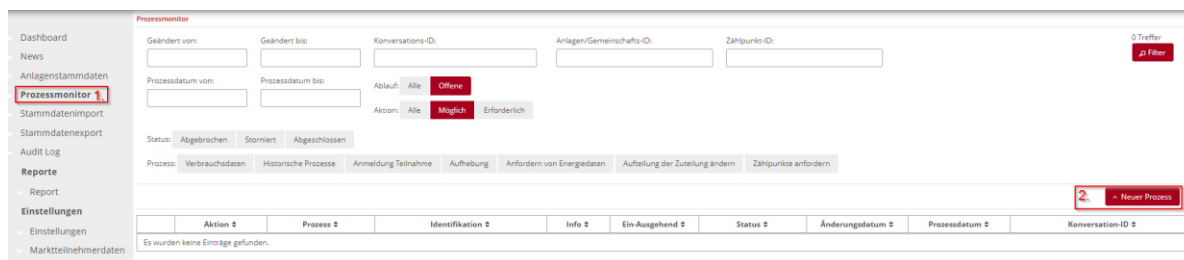 Prozessmonitor
Dashboard
News
Anlagenstammdaten
Prozessmonitor 1.
Stammdatenimport
Stammdatenexport
Audit Log
Reporte
Report
Einstellungen
Einstellungen
Marktteilnehmerdaten
Geändert von: Geändert bis: Konversations-ID: Anlagen/Gemeinschafts-ID: Zählpunkt-ID: 0 Treffer
Filter
Prozessdatum von: Prozessdatum bis: Ablauf: Alle Offene
Aktion: Alle Möglich Erforderlich
Status: Abgebrochen Storniert Abgeschlossen
Prozess: Verbrauchsdaten Historische Prozesse Anmeldung Teilnahme Aufhebung Anfordern von Energiedaten Aufteilung der Zuteilung ändern Zählpunkte anfordern
2. Neuer Prozess
Aktion Prozess Identifikation Info Ein-Ausgehend Status Änderungsdatum Prozessdatum Konversation-ID
Es wurden keine Einträge gefunden.